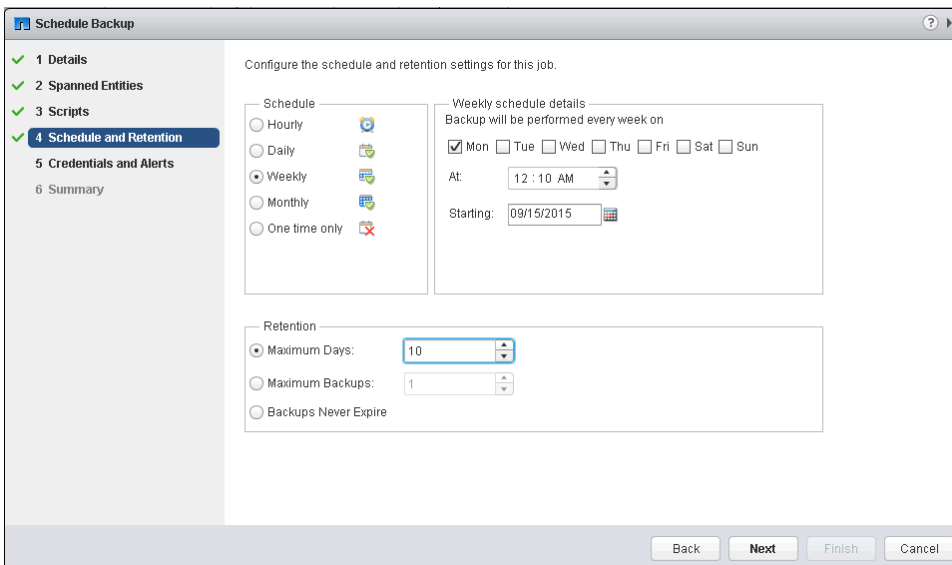 Schedule Backup
?
1 Details
2 Spanned Entities
3 Scripts
4 Schedule and Retention
5 Credentials and Alerts
6 Summary
Configure the schedule and retention settings for this job.
Schedule
Hourly
Daily
Weekly
Monthly
One time only
Weekly schedule details
Backup will be performed every week on
Mon Tue Wed Thu Fri Sat Sun
At: 12 : 10 AM
Starting: 09/15/2015
Retention
Maximum Days: 10
Maximum Backups: 1
Backups Never Expire
Back Next Finish Cancel